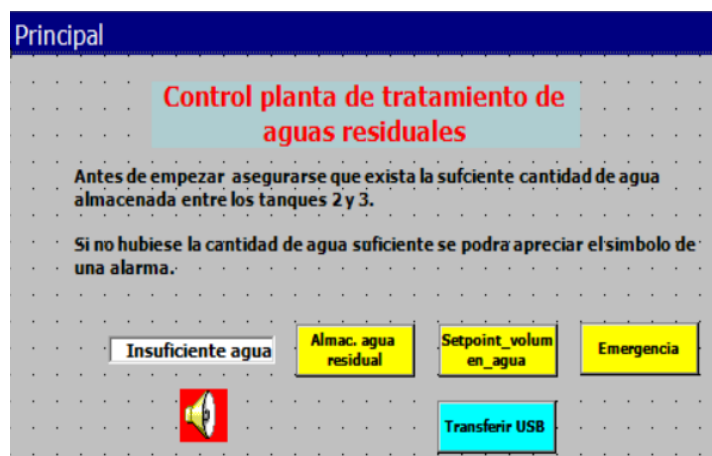 Principal
Control planta de tratamiento de
aguas residuales
Antes de empezar asegurarse que exista la sufciente cantidad de agua
almacenada entre los tanques 2 y 3.
Si no hubiese la cantidad de agua suficiente se podra apreciar el simbolo de
una alarma.
Insuficiente agua
Almac. agua
residual
Setpoint_volum
en_agua
Emergencia
Transferir USB